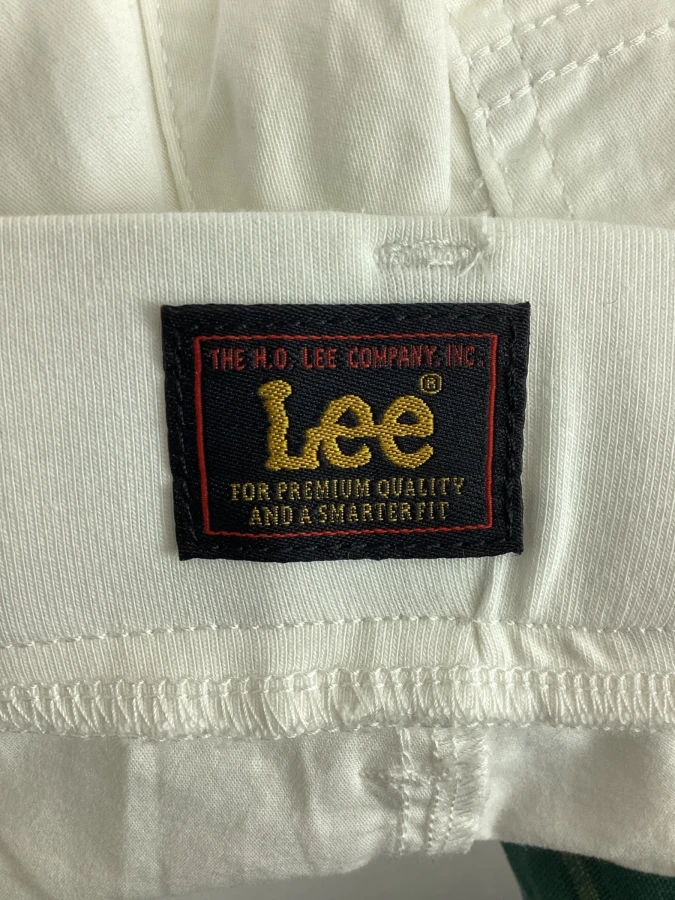 THE H.D. LEE COMPANY, INC.
Lee®
FOR PREMIUM QUALITY
AND A SMARTER FIT